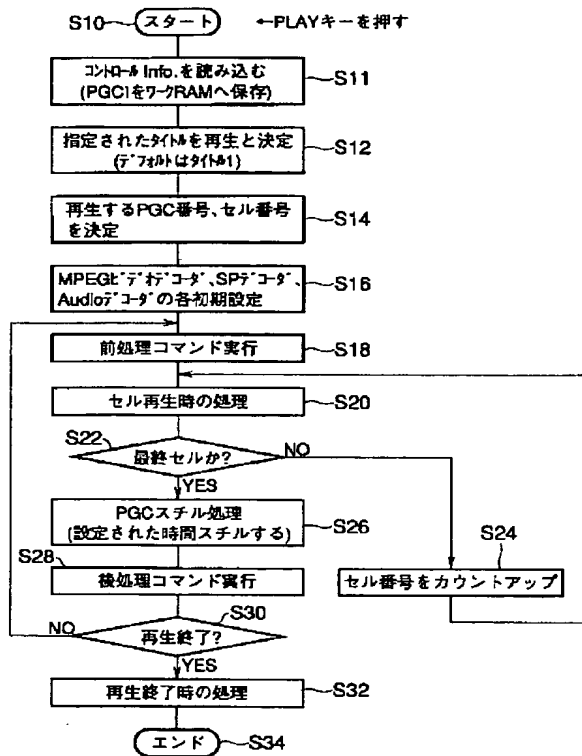 S10 スタート ←PLAYキーを押す
コントロールInfo.を読み込む
(PGCIをワークRAMへ保存)
S11
指定されたタイトルを再生と決定
(デフォルトはタイトル1)
S12
再生するPGC番号、セル番号
を決定
S14
MPEGビデオデコーダ、SPデコーダ、
Audioデコーダの各初期設定
S16
前処理コマンド実行 S18
セル再生時の処理 S20
S22
最終セルか? NO
YES
PGCスチル処理
(設定された時間スチルする)
S26
S24
セル番号をカウントアップ
S28
後処理コマンド実行
S30
NO 再生終了?
YES
再生終了時の処理 S32
エンド S34